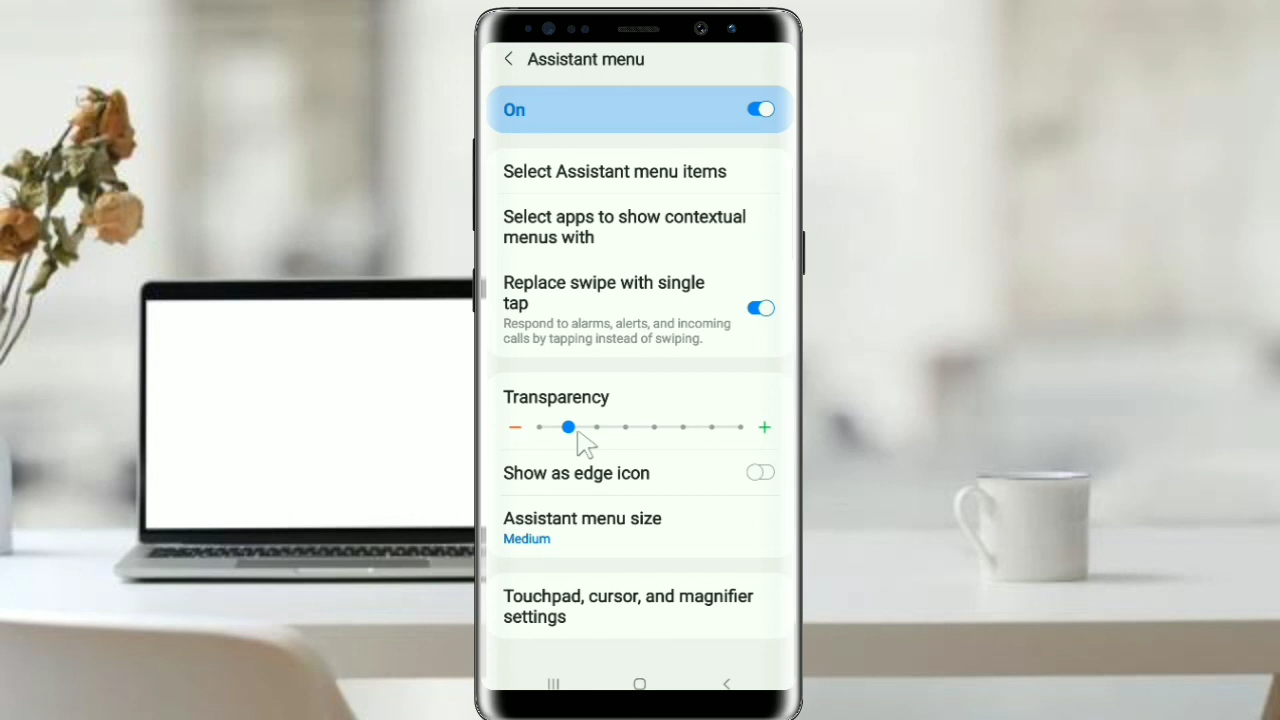 Assistant menu
On
Select Assistant menu items
Select apps to show contextual
menus with
Replace swipe with single
tap
Respond to alarms, alerts, and incoming
calls by tapping instead of swiping.
Transparency
Show as edge icon
Assistant menu size
Medium
Touchpad, cursor, and magnifier
settings